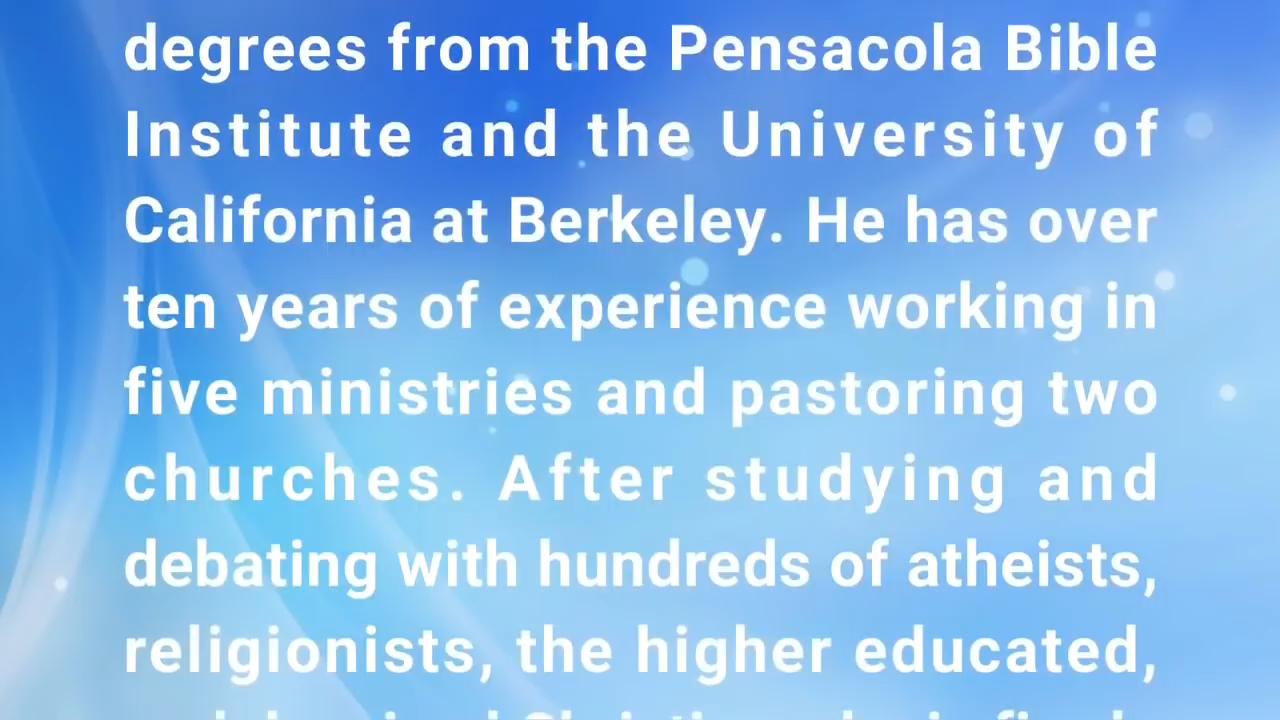 degrees from the Pensacola Bible
Institute and the University of
California at Berkeley. He has over
ten years of experience working in
five ministries and pastoring two
churches. After studying and
debating with hundreds of atheists,
religionists, the higher educated,